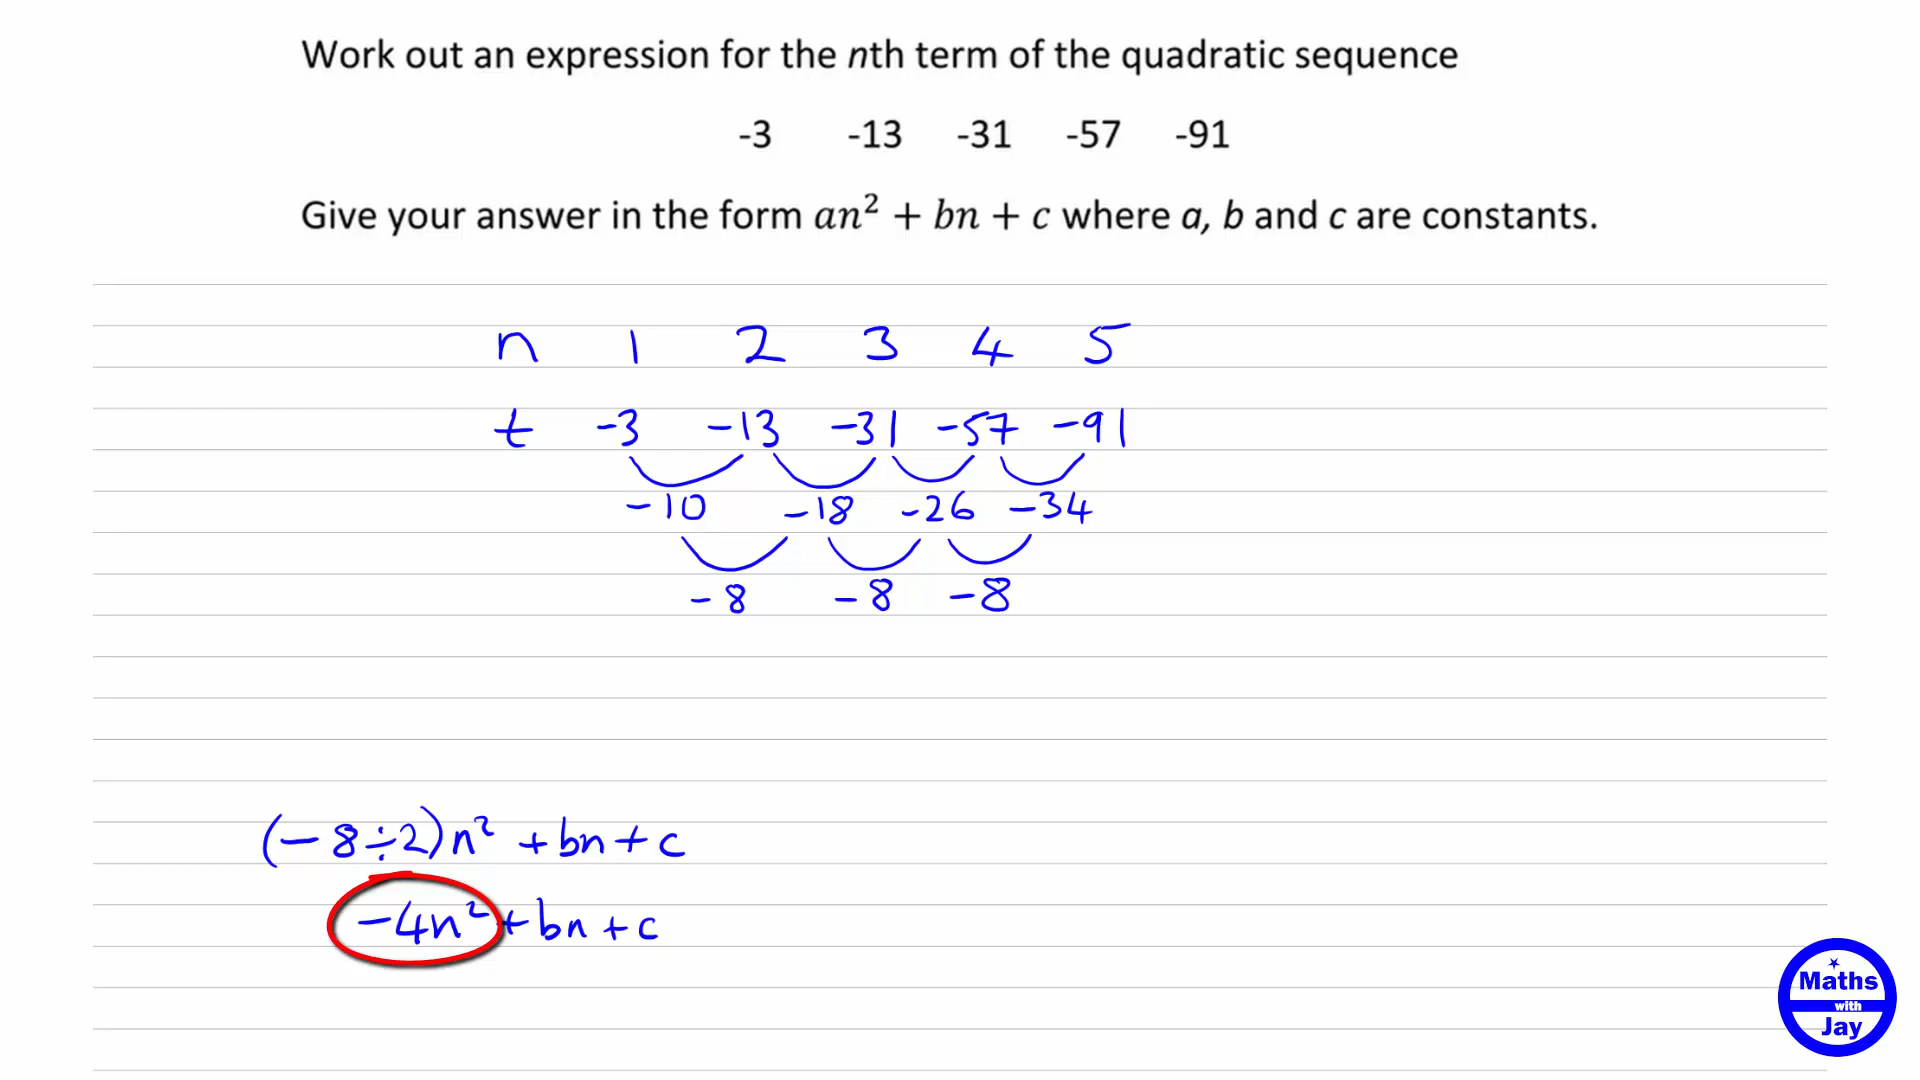 Work out an expression for the nth term of the quadratic sequence
-3 -13 -31 -57 -91
Give your answer in the form an² + bn + c where a, b and c are constants.
n 1 2 3 4 5
t -3 -13 -31 -57 -91
-10 -18 -26 -34
-8 -8 -8
(-8÷2)n² +bn+c
-4n²+bn+c
Maths
with
Jay